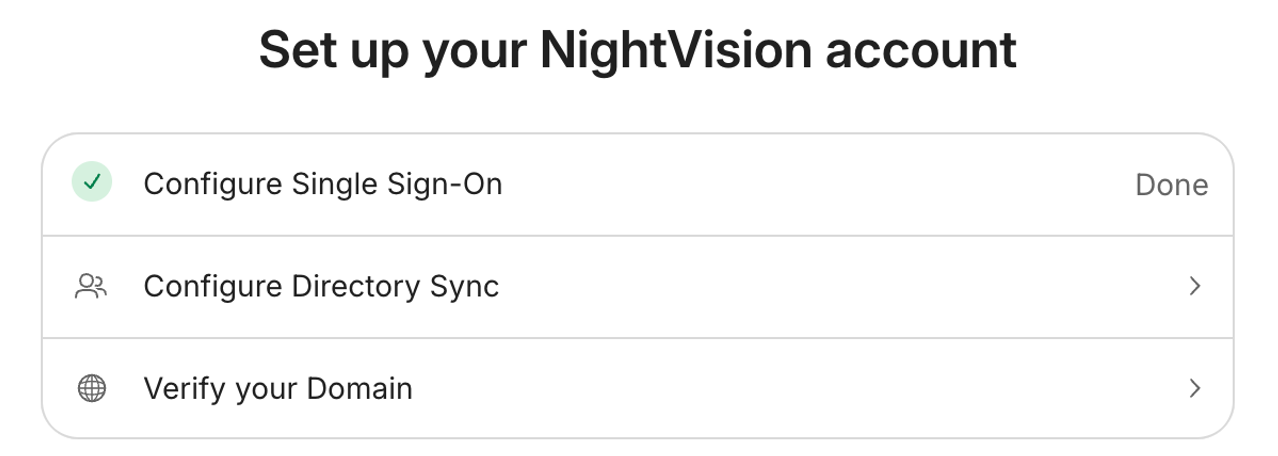 Set up your NightVision account
Configure Single Sign-On Done
Configure Directory Sync
Verify your Domain